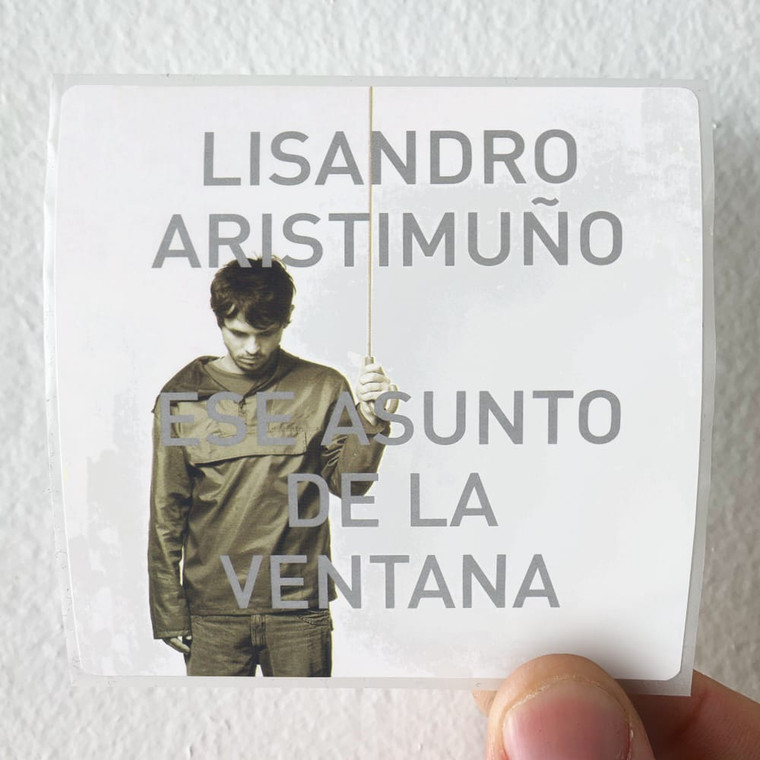 LISANDRO
ARISTIMUÑO
ESE ASUNTO
DE LA
VENTANA